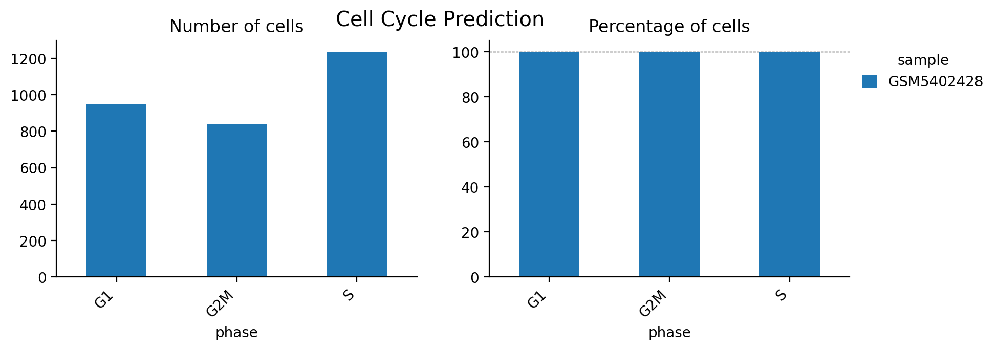 Cell Cycle Prediction
Number of cells
1200
1000
800
600
400
200
0
G1
G2M
S
phase
Percentage of cells
100
80
60
40
20
0
G1
G2M
S
phase
sample
GSM5402428